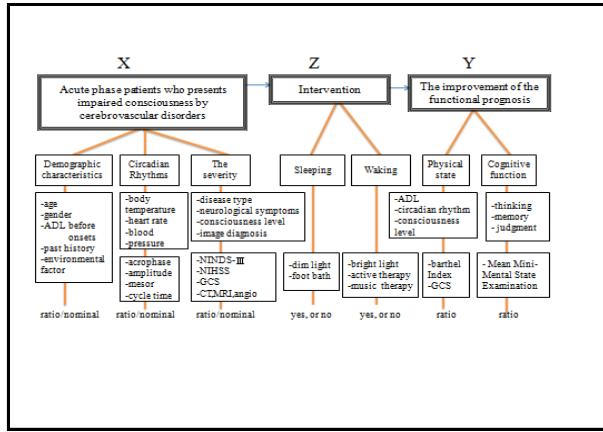 X
Z
Y
Acute phase patients who presents
impaired consciousness by
cerebrovascular disorders
Intervention
The improvement of the
functional prognosis
Demographic
characteristics
Circadian
Rhythms
The
severity
Sleeping
Waking
Physical
state
Cognitive
function
-age
-gender
-ADL before
onsets
-past history
-environmental
factor
-body
temperature
-heart rate
-blood
-pressure
-disease type
-neurological symptoms
-consciousness level
-image diagnosis
-ADL
-circadian rhythm
-consciousness
level
-thinking
-memory
- judgment
-acrophase
-amplitude
-mesor
-cycle time
-NINDS-Ⅲ
-NIHSS
-GCS
-CT,MRI,angio
-dim light
-foot bath
-bright light
-active therapy
-music therapy
-barthel
Index
-GCS
- Mean Mini-
Mental State
Examination
ratio/nominal
ratio/nominal
ratio/nominal
yes, or no
yes, or no
ratio
ratio